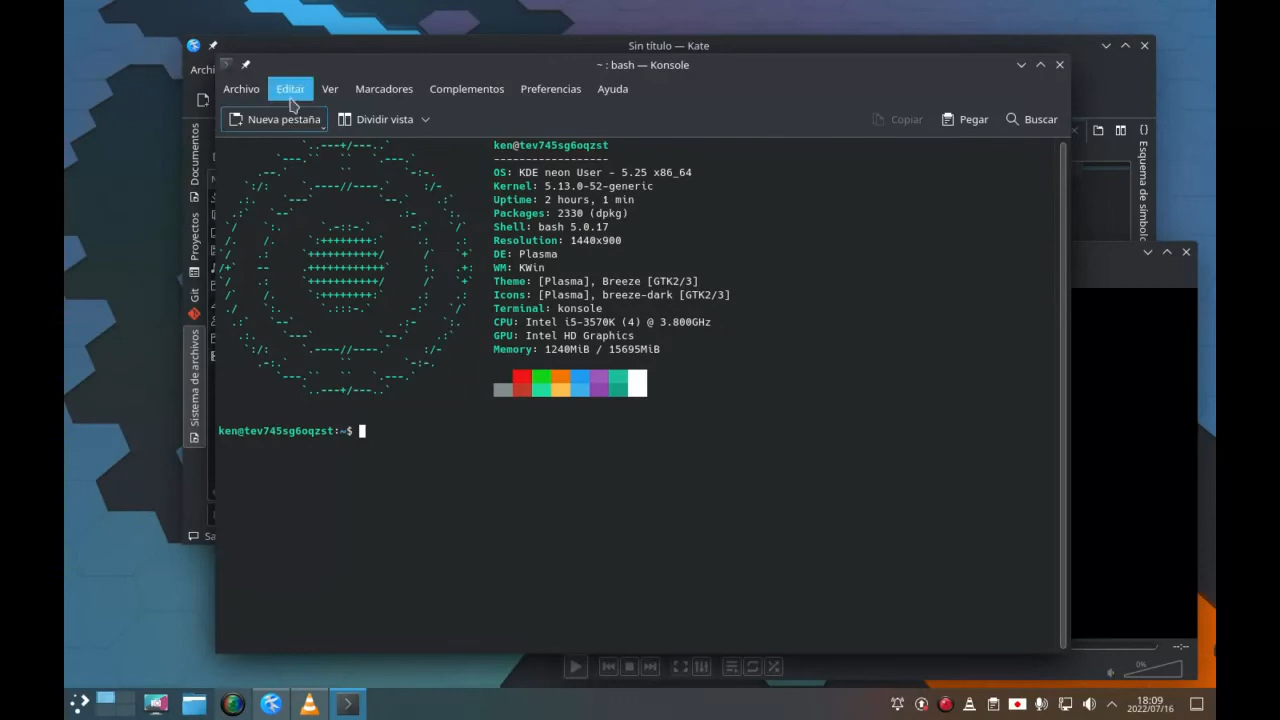 Sin título — Kate
Archi
~ : bash — Konsole
Archivo Editar Ver Marcadores Complementos Preferencias Ayuda
Nueva pestaña Dividir vista Copiar Pegar Buscar
Documentos
Proyectos
Git
Sistema de archivos
Esquema de símbolo
Sa
ken@tev745sg6oqzst
------------------
OS: KDE neon User - 5.25 x86_64
Kernel: 5.13.0-52-generic
Uptime: 2 hours, 1 min
Packages: 2330 (dpkg)
Shell: bash 5.0.17
Resolution: 1440x900
DE: Plasma
WM: KWin
Theme: [Plasma], Breeze [GTK2/3]
Icons: [Plasma], breeze-dark [GTK2/3]
Terminal: konsole
CPU: Intel i5-3570K (4) @ 3.800GHz
GPU: Intel HD Graphics
Memory: 1240MiB / 15695MiB
ken@tev745sg6oqzst:~$
--:--
0%
18:09
2022/07/16